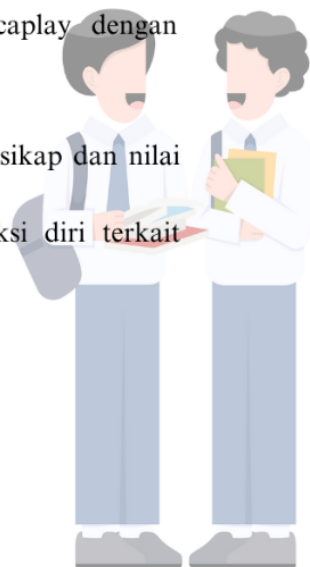 caplay dengan
sikap dan nilai
ksi diri terkait